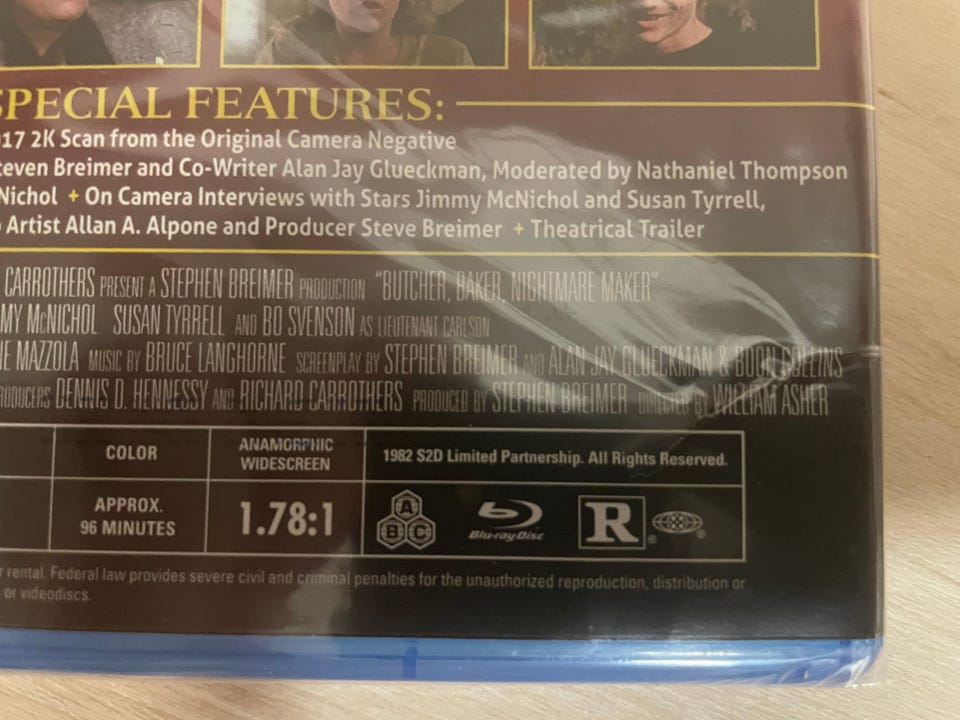 SPECIAL FEATURES:
17 2K Scan from the Original Camera Negative
teven Breimer and Co-Writer Alan Jay Glueckman, Moderated by Nathaniel Thompson
Nichol + On Camera Interviews with Stars Jimmy McNichol and Susan Tyrrell,
Artist Allan A. Alpone and Producer Steve Breimer + Theatrical Trailer
CARROTHERS PRESENT A STEPHEN BREIMER PRODUCTION "BUTCHER, BAKER, NIGHTMARE MAKER"
MY McNICHOL SUSAN TYRRELL AND BO SVENSON AS LIEUTENANT CARLSON
NE MAZZOLA MUSIC BY BRUCE LANGHORNE SCREENPLAY BY STEPHEN BREIMER AND ALAN JAY GLUECKMAN & BOON COLLINS
RODUCERS DENNIS D. HENNESSY AND RICHARD CARROTHERS PRODUCED BY STEPHEN BREIMER DIRECTED BY WILLIAM ASHER
COLOR
ANAMORPHIC
WIDESCREEN
1982 S2D Limited Partnership. All Rights Reserved.
APPROX.
96 MINUTES
1.78:1
A
B C
Blu-ray Disc
R ®
®
r rental. Federal law provides severe civil and criminal penalties for the unauthorized reproduction, distribution or
or videodiscs.